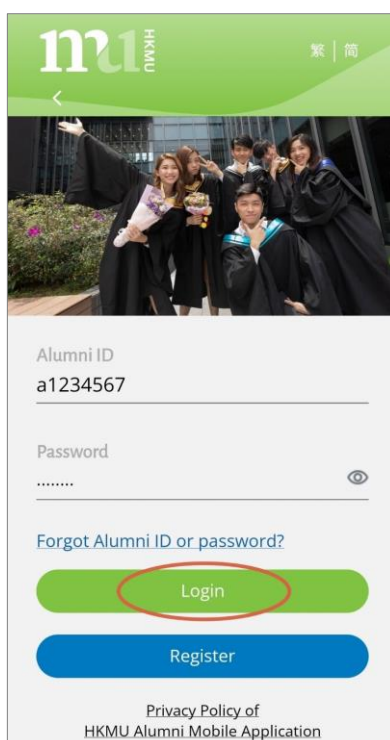 mu HKMU
繁 | 简
Alumni ID
a1234567
Password
........
Forgot Alumni ID or password?
Login
Register
Privacy Policy of
HKMU Alumni Mobile Application